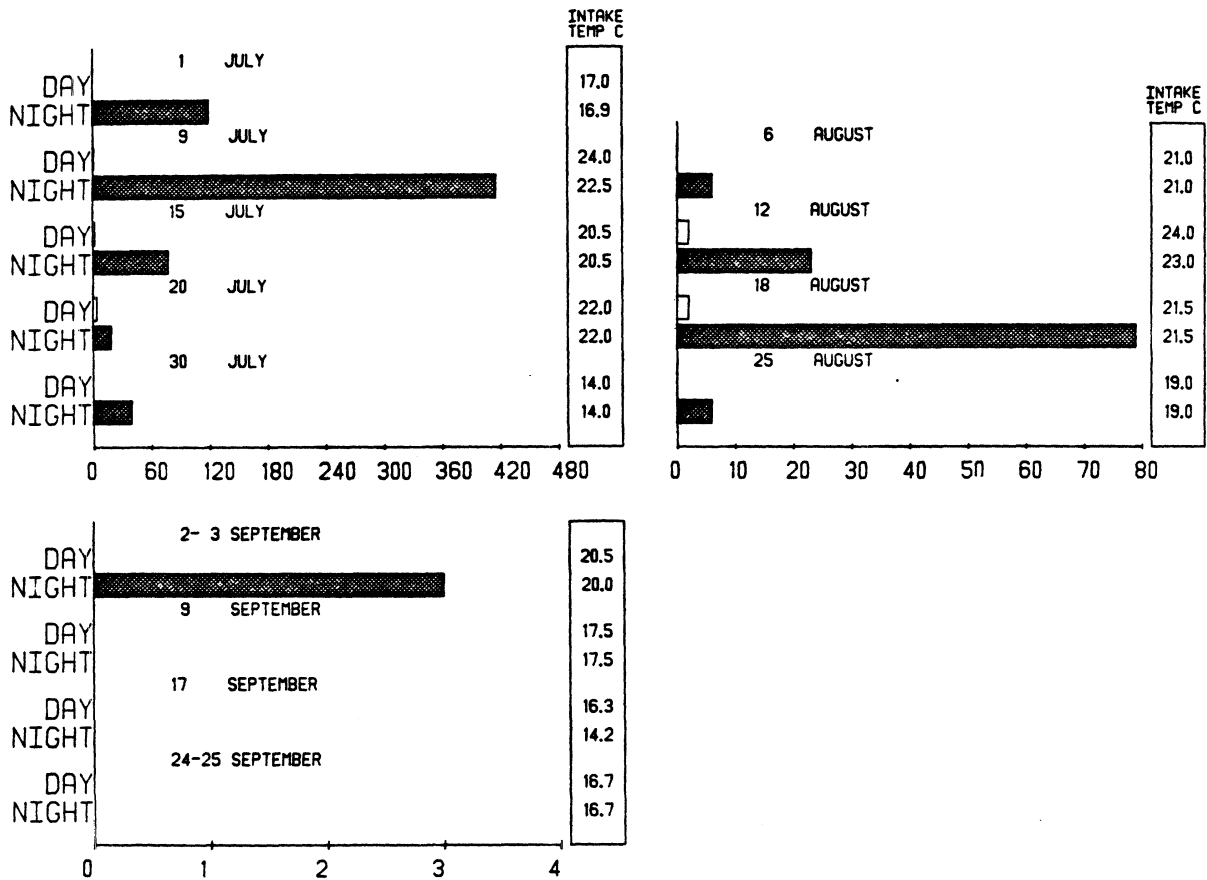 INTAKE
TEMP C
1 JULY
DAY 17.0
NIGHT 16.9
9 JULY
DAY 24.0
NIGHT 22.5
15 JULY
DAY 20.5
NIGHT 20.5
20 JULY
DAY 22.0
NIGHT 22.0
30 JULY
DAY 14.0
NIGHT 14.0
0 60 120 180 240 300 360 420 480
INTAKE
TEMP C
6 AUGUST
21.0
21.0
12 AUGUST
24.0
23.0
18 AUGUST
21.5
21.5
25 AUGUST
19.0
19.0
0 10 20 30 40 50 60 70 80
2- 3 SEPTEMBER
DAY 20.5
NIGHT 20.0
9 SEPTEMBER
DAY 17.5
NIGHT 17.5
17 SEPTEMBER
DAY 16.3
NIGHT 14.2
24-25 SEPTEMBER
DAY 16.7
NIGHT 16.7
0 1 2 3 4